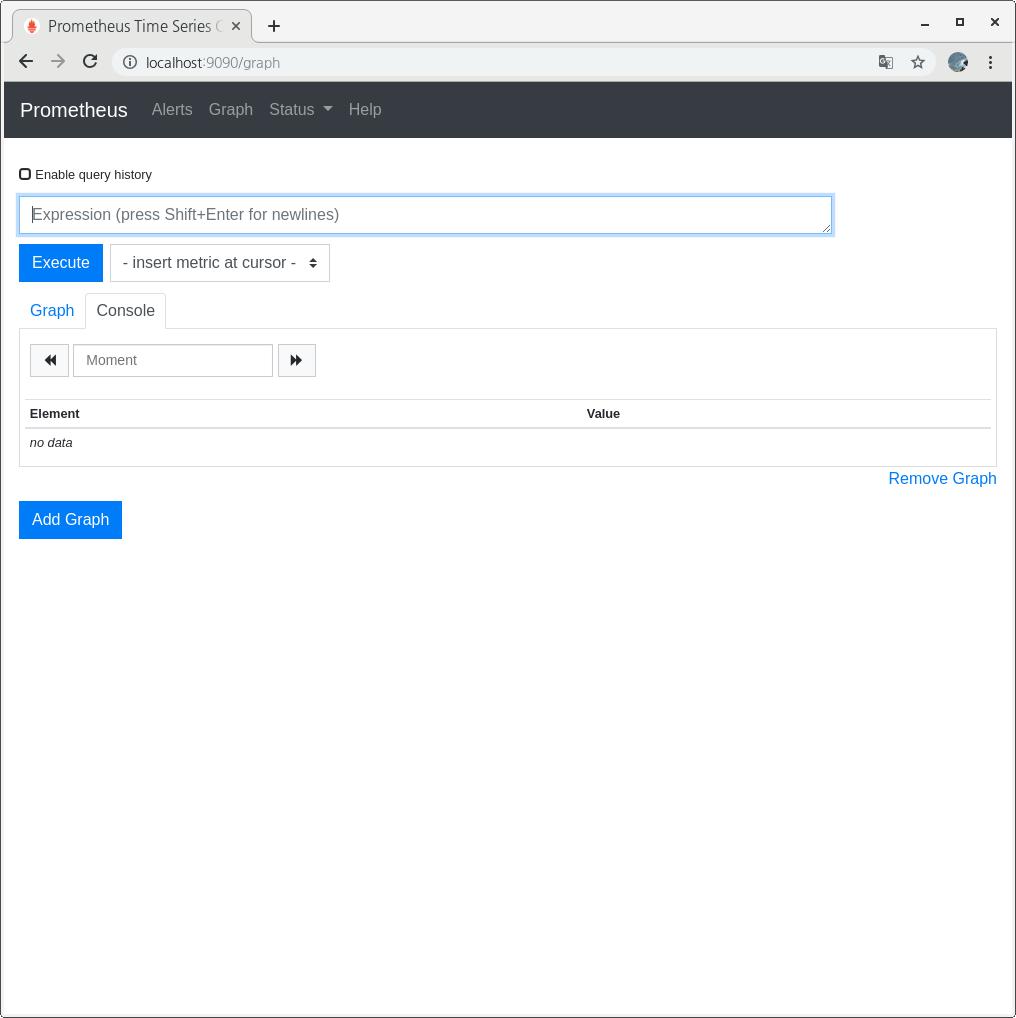 Prometheus Time Series
localhost:9090/graph
Prometheus Alerts Graph Status Help
Enable query history
Expression (press Shift+Enter for newlines)
Execute - insert metric at cursor -
Graph Console
Moment
Element Value
no data
Remove Graph
Add Graph